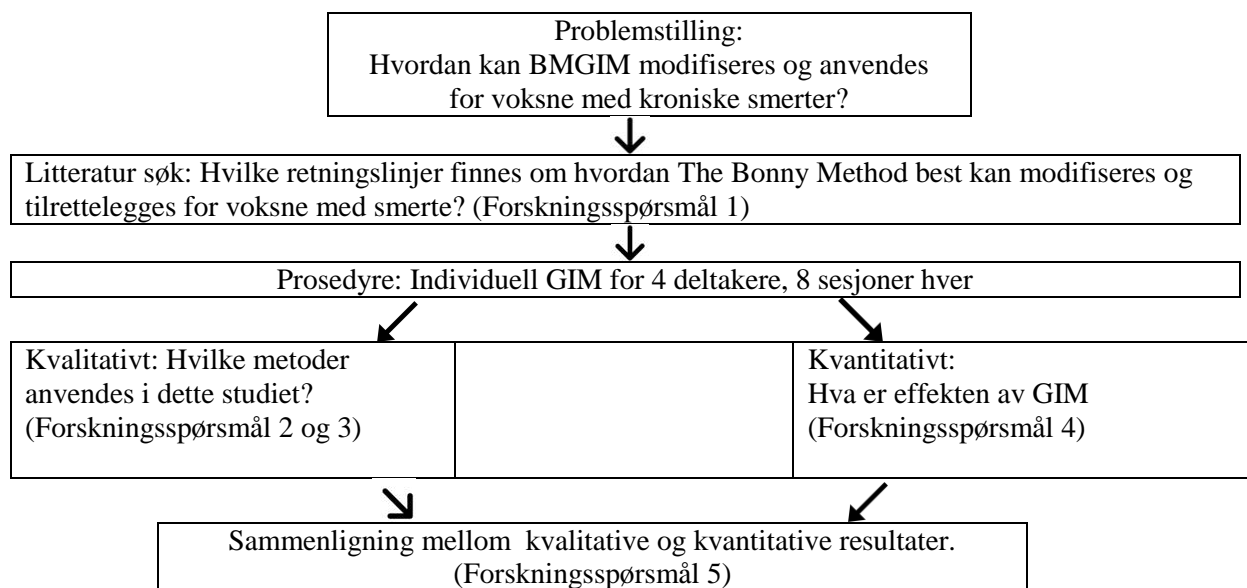 Problemstilling:
Hvordan kan BMGIM modifiseres og anvendes
for voksne med kroniske smerter?
Litteratur søk: Hvilke retningslinjer finnes om hvordan The Bonny Method best kan modifiseres og
tilrettelegges for voksne med smerte? (Forskningsspørsmål 1)
Prosedyre: Individuell GIM for 4 deltakere, 8 sesjoner hver
Kvalitativt: Hvilke metoder
anvendes i dette studiet?
(Forskningsspørsmål 2 og 3)
Kvantitativt:
Hva er effekten av GIM
(Forskningsspørsmål 4)
Sammenligning mellom kvalitative og kvantitative resultater.
(Forskningsspørsmål 5)